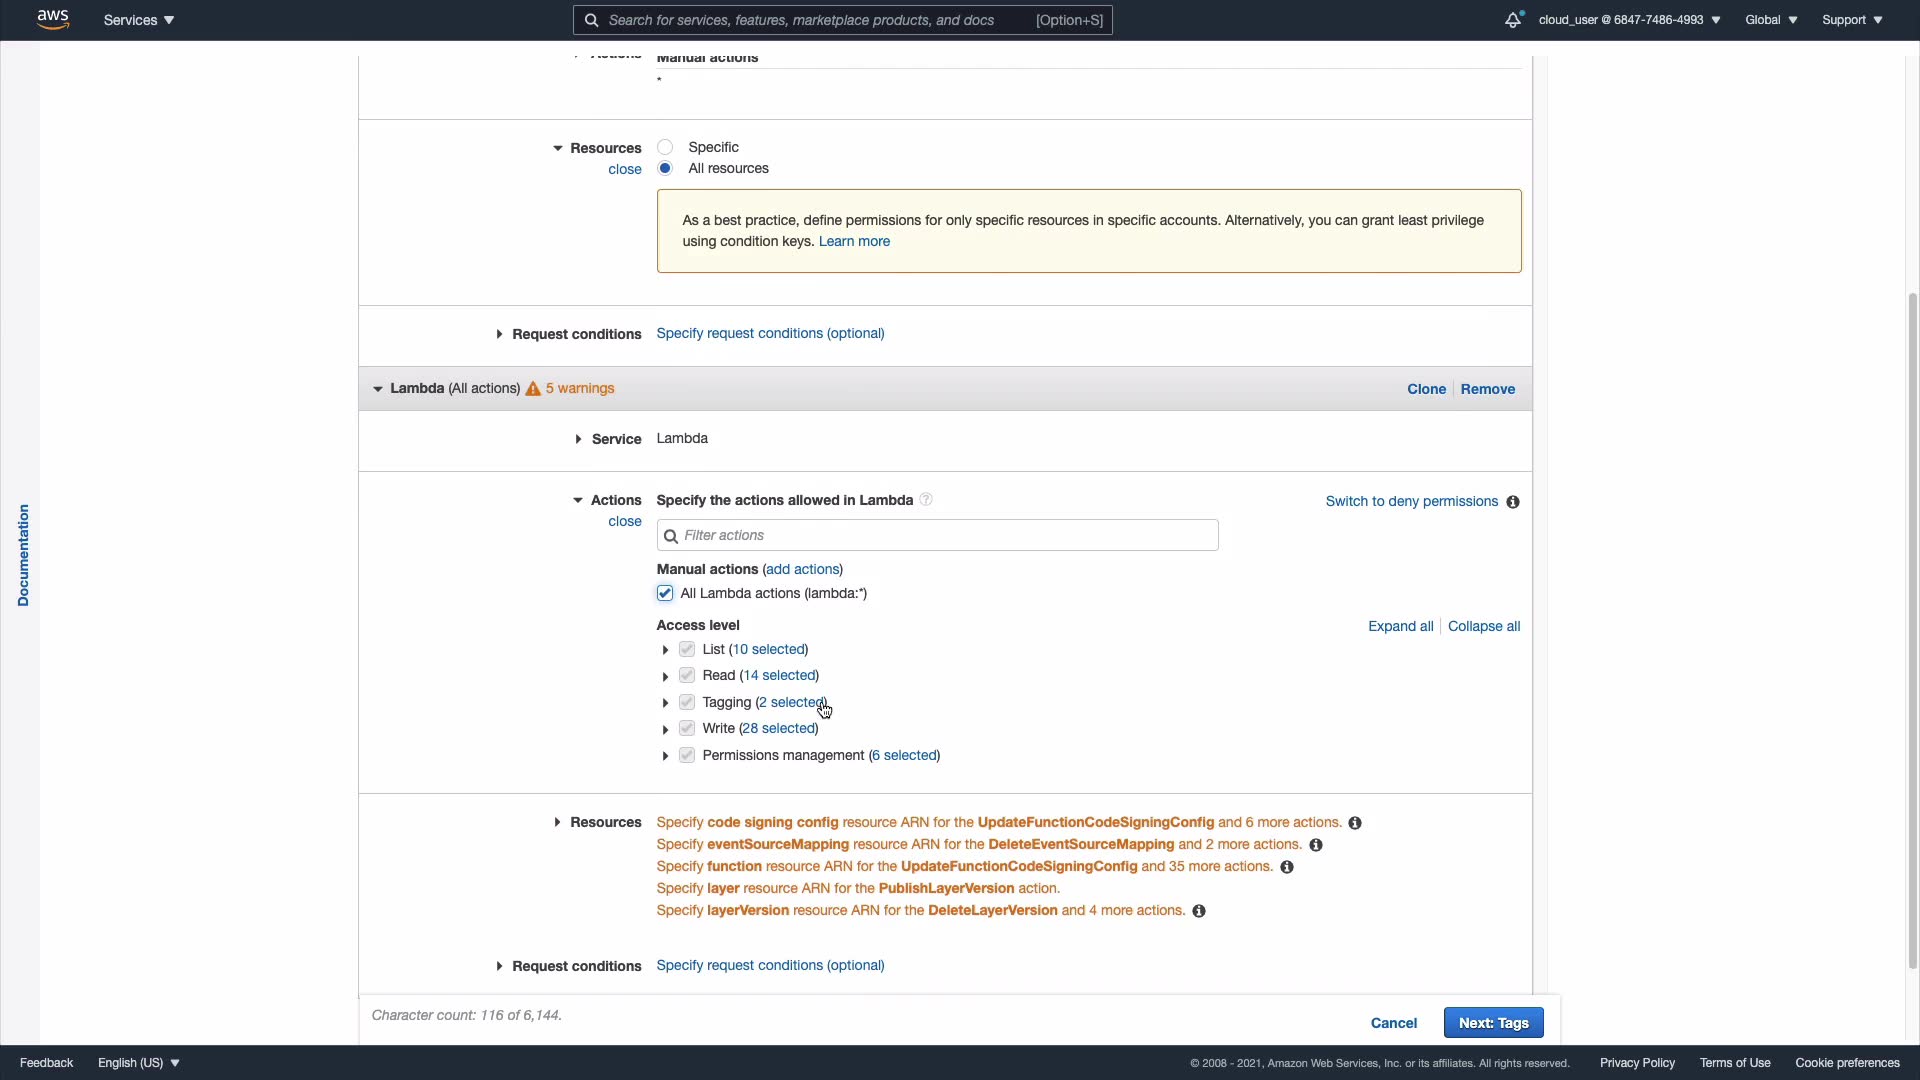 aws Services Search for services, features, marketplace products, and docs [Option+S] cloud_user @ 6847-7486-4993 Global Support
Actions Manual actions
*
Resources Specific
close All resources
As a best practice, define permissions for only specific resources in specific accounts. Alternatively, you can grant least privilege
using condition keys. Learn more
Request conditions Specify request conditions (optional)
Lambda (All actions) 5 warnings Clone Remove
Service Lambda
Actions Specify the actions allowed in Lambda ? Switch to deny permissions i
close Filter actions
Manual actions (add actions)
All Lambda actions (lambda:*)
Access level Expand all Collapse all
List (10 selected)
Read (14 selected)
Tagging (2 selected)
Write (28 selected)
Permissions management (6 selected)
Documentation
Resources Specify code signing config resource ARN for the UpdateFunctionCodeSigningConfig and 6 more actions. i
Specify eventSourceMapping resource ARN for the DeleteEventSourceMapping and 2 more actions. i
Specify function resource ARN for the UpdateFunctionCodeSigningConfig and 35 more actions. i
Specify layer resource ARN for the PublishLayerVersion action.
Specify layerVersion resource ARN for the DeleteLayerVersion and 4 more actions. i
Request conditions Specify request conditions (optional)
Character count: 116 of 6,144. Cancel Next: Tags
Feedback English (US) © 2008 - 2021, Amazon Web Services, Inc. or its affiliates. All rights reserved. Privacy Policy Terms of Use Cookie preferences